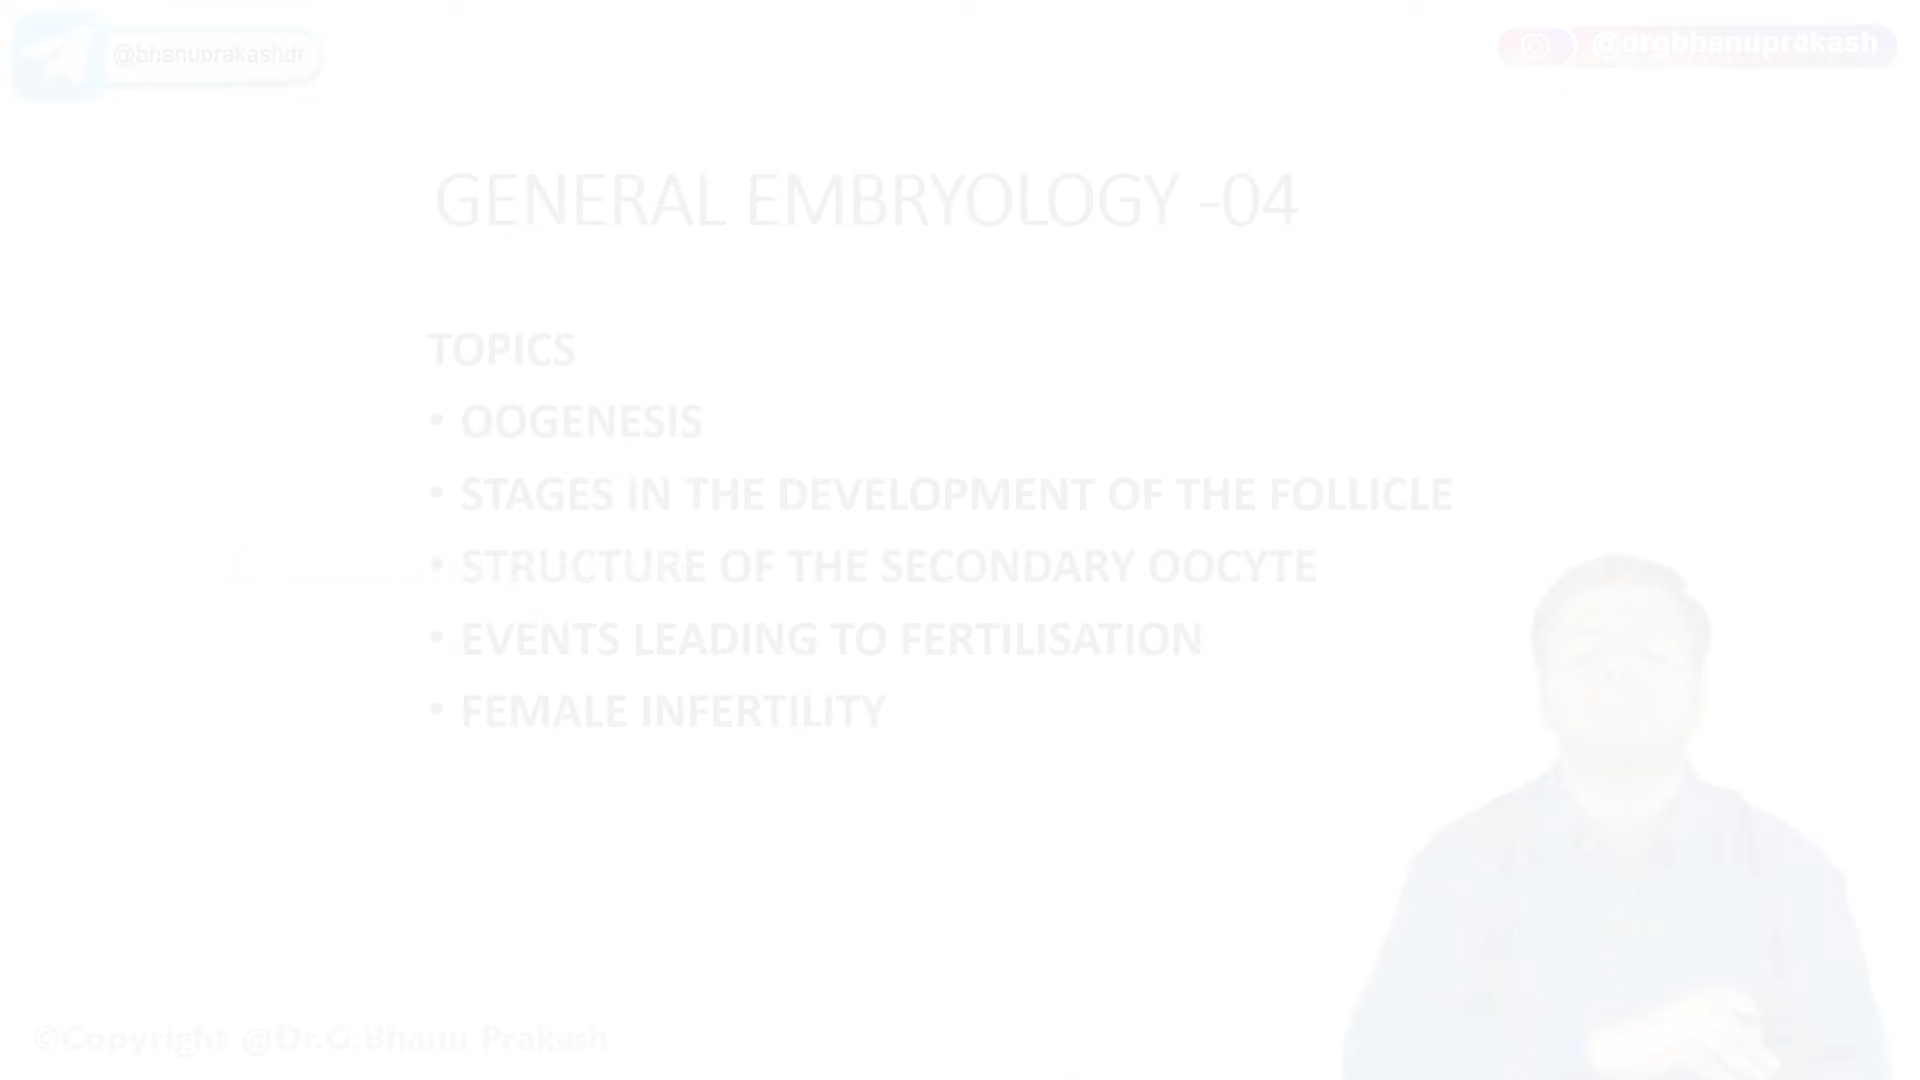 @bhanuprakashdr
@drgbhanuprakash
GENERAL EMBRYOLOGY -04
TOPICS
• OOGENESIS
• STAGES IN THE DEVELOPMENT OF THE FOLLICLE
• STRUCTURE OF THE SECONDARY OOCYTE
• EVENTS LEADING TO FERTILISATION
• FEMALE INFERTILITY
©Copyright @Dr.G.Bhanu Prakash